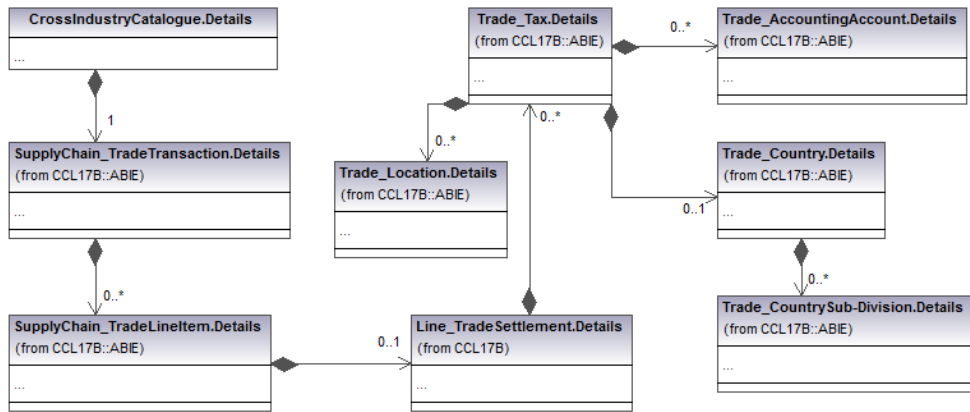 CrossIndustryCatalogue.Details
...
1
SupplyChain_TradeTransaction.Details
(from CCL17B::ABIE)
...
0..*
SupplyChain_TradeLineItem.Details
(from CCL17B::ABIE)
...
0..1
Line_TradeSettlement.Details
(from CCL17B)
...
0..*
Trade_Tax.Details
(from CCL17B::ABIE)
...
0..*
Trade_Location.Details
(from CCL17B::ABIE)
...
0..*
Trade_AccountingAccount.Details
(from CCL17B::ABIE)
...
0..1
Trade_Country.Details
(from CCL17B::ABIE)
...
0..*
Trade_CountrySub-Division.Details
(from CCL17B::ABIE)
...